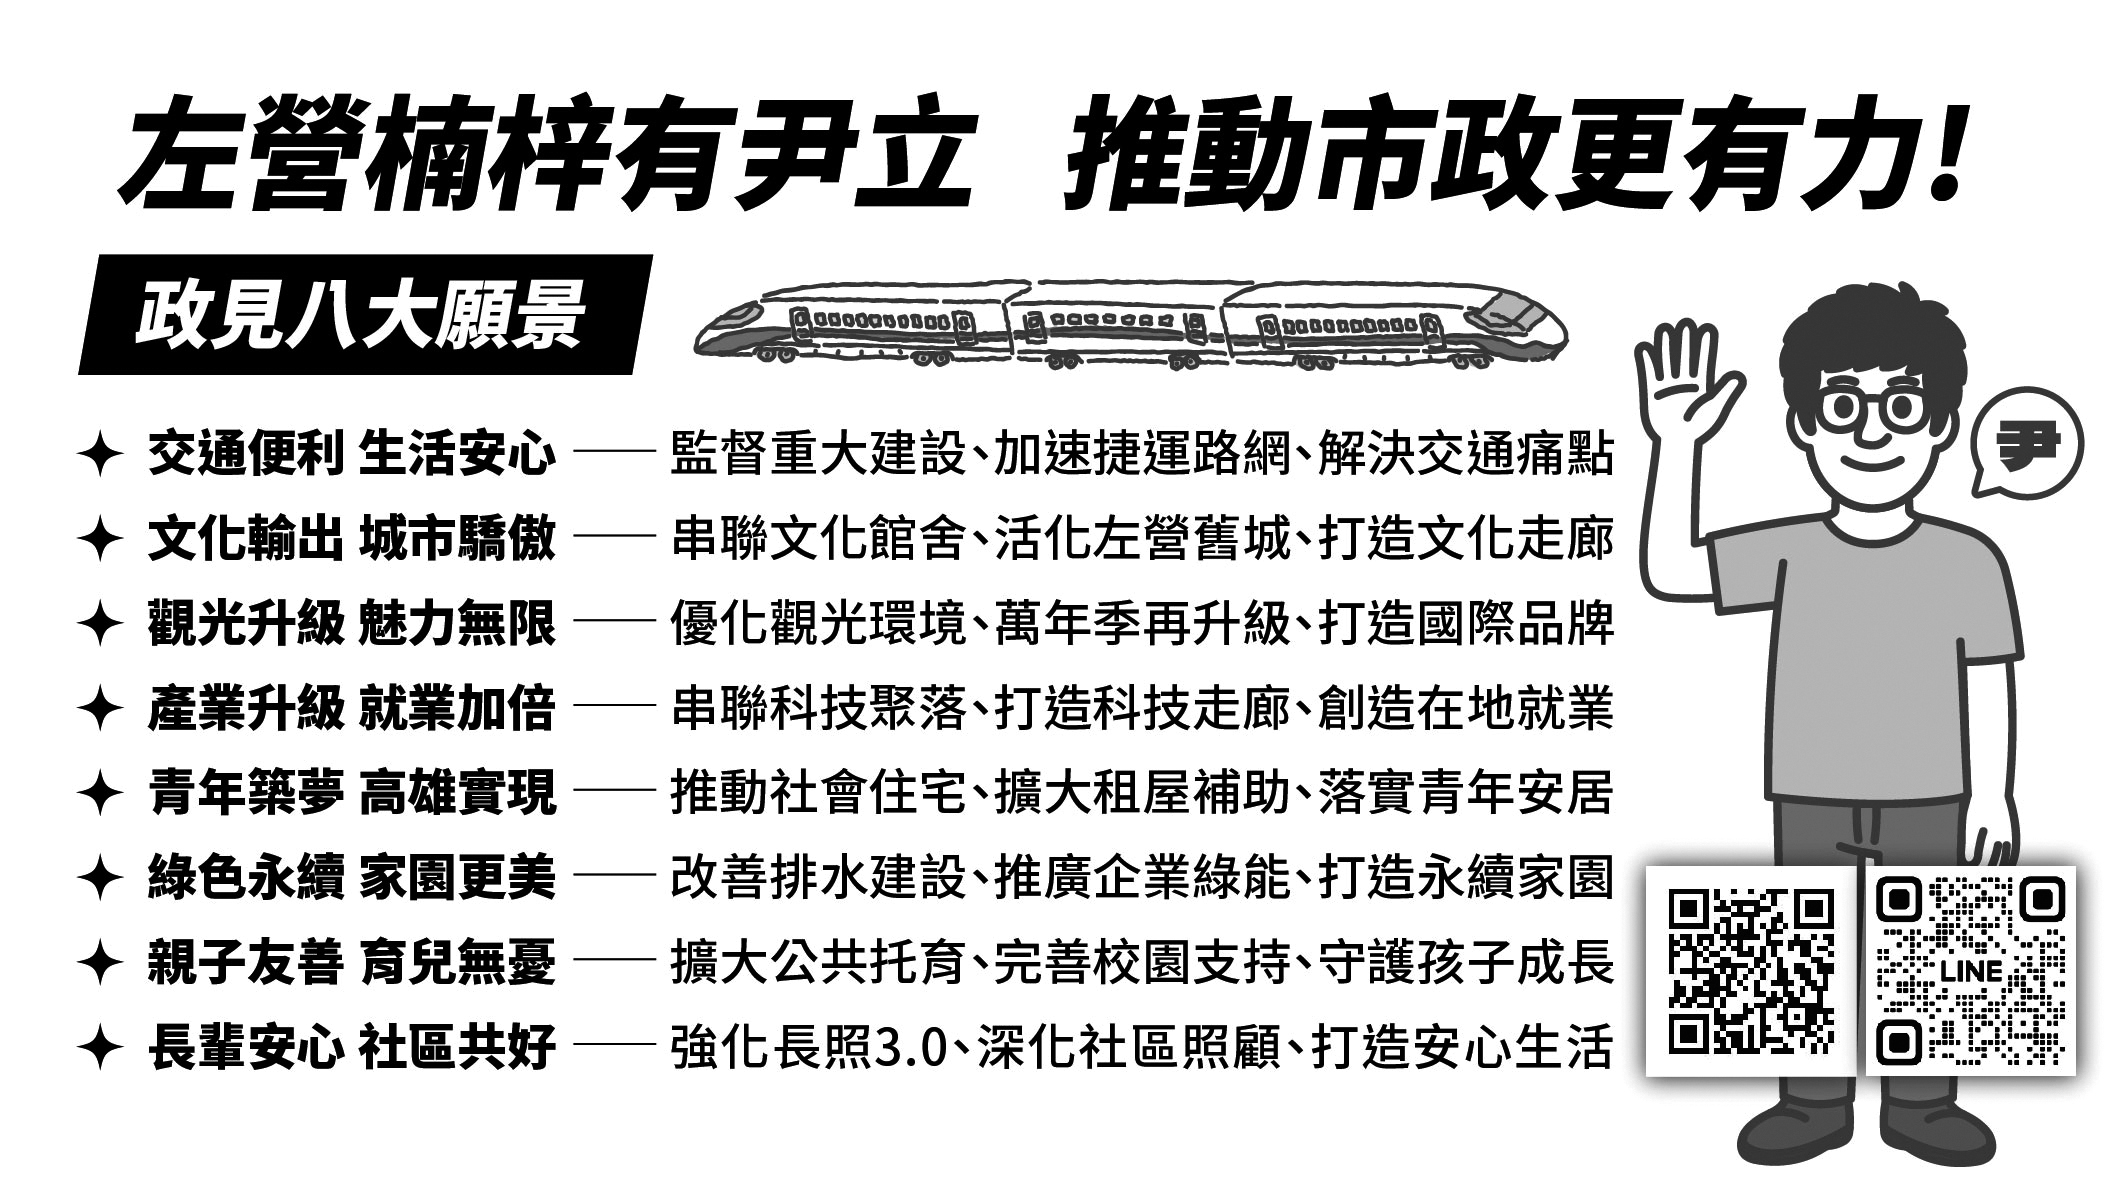 左營楠梓有尹立 推動市政更有力!
政見八大願景
尹
交通便利 生活安心——監督重大建設、加速捷運路網、解決交通痛點
文化輸出 城市驕傲——串聯文化館舍、活化左營舊城、打造文化走廊
觀光升級 魅力無限——優化觀光環境、萬年季再升級、打造國際品牌
產業升級 就業加倍——串聯科技聚落、打造科技走廊、創造在地就業
青年築夢 高雄實現——推動社會住宅、擴大租屋補助、落實青年安居
綠色永續 家園更美——改善排水建設、推廣企業綠能、打造永續家園
親子友善 育兒無憂——擴大公共托育、完善校園支持、守護孩子成長
長輩安心 社區共好——強化長照3.0、深化社區照顧、打造安心生活
LINE